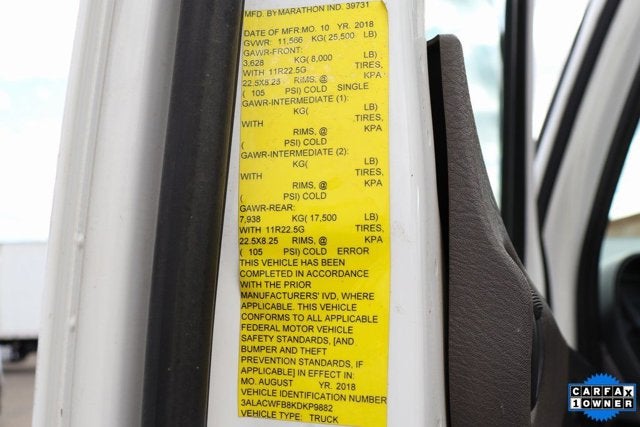 MFD. BY MARATHON IND. 39731
DATE OF MFR: MO. 10 YR. 2018
GVWR: 11,566 KG( 25,500 LB)
GAWR-FRONT:
3,628 KG( 8,000 LB)
WITH 11R22.5G TIRES,
22.5X8.25 RIMS, @ KPA
( 105 PSI) COLD SINGLE
GAWR-INTERMEDIATE (1):
KG( LB)
WITH TIRES,
RIMS, @ KPA
( PSI) COLD
GAWR-INTERMEDIATE (2):
KG( LB)
WITH TIRES,
RIMS, @ KPA
( PSI) COLD
GAWR-REAR:
7,938 KG( 17,500 LB)
WITH 11R22.5G TIRES,
22.5X8.25 RIMS, @ KPA
( 105 PSI) COLD ERROR
THIS VEHICLE HAS BEEN
COMPLETED IN ACCORDANCE
WITH THE PRIOR
MANUFACTURERS' IVD, WHERE
APPLICABLE. THIS VEHICLE
CONFORMS TO ALL APPLICABLE
FEDERAL MOTOR VEHICLE
SAFETY STANDARDS, [AND
BUMPER AND THEFT
PREVENTION STANDARDS, IF
APPLICABLE] IN EFFECT IN:
MO. AUGUST YR. 2018
VEHICLE IDENTIFICATION NUMBER
3ALACWFB8KDKP9882
VEHICLE TYPE: TRUCK
CARFAX
1 OWNER